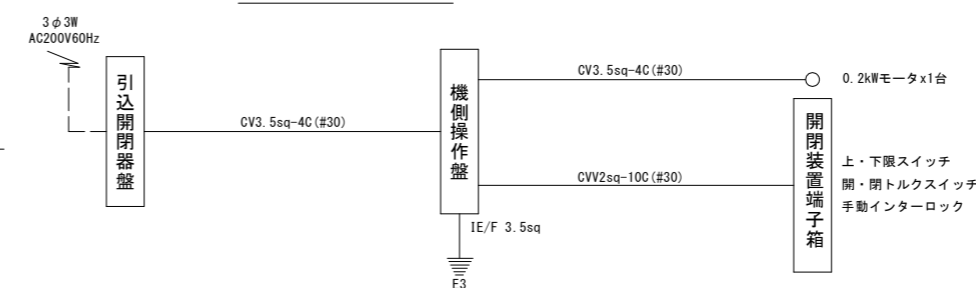 3φ3W
AC200V60Hz
引込開閉器盤
CV3.5sq-4C(#30)
機側操作盤
CV3.5sq-4C(#30)
0.2kWモータx1台
CVV2sq-10C(#30)
開閉装置端子箱
上・下限スイッチ
開・閉トルクスイッチ
手動インターロック
IE/F 3.5sq
E3